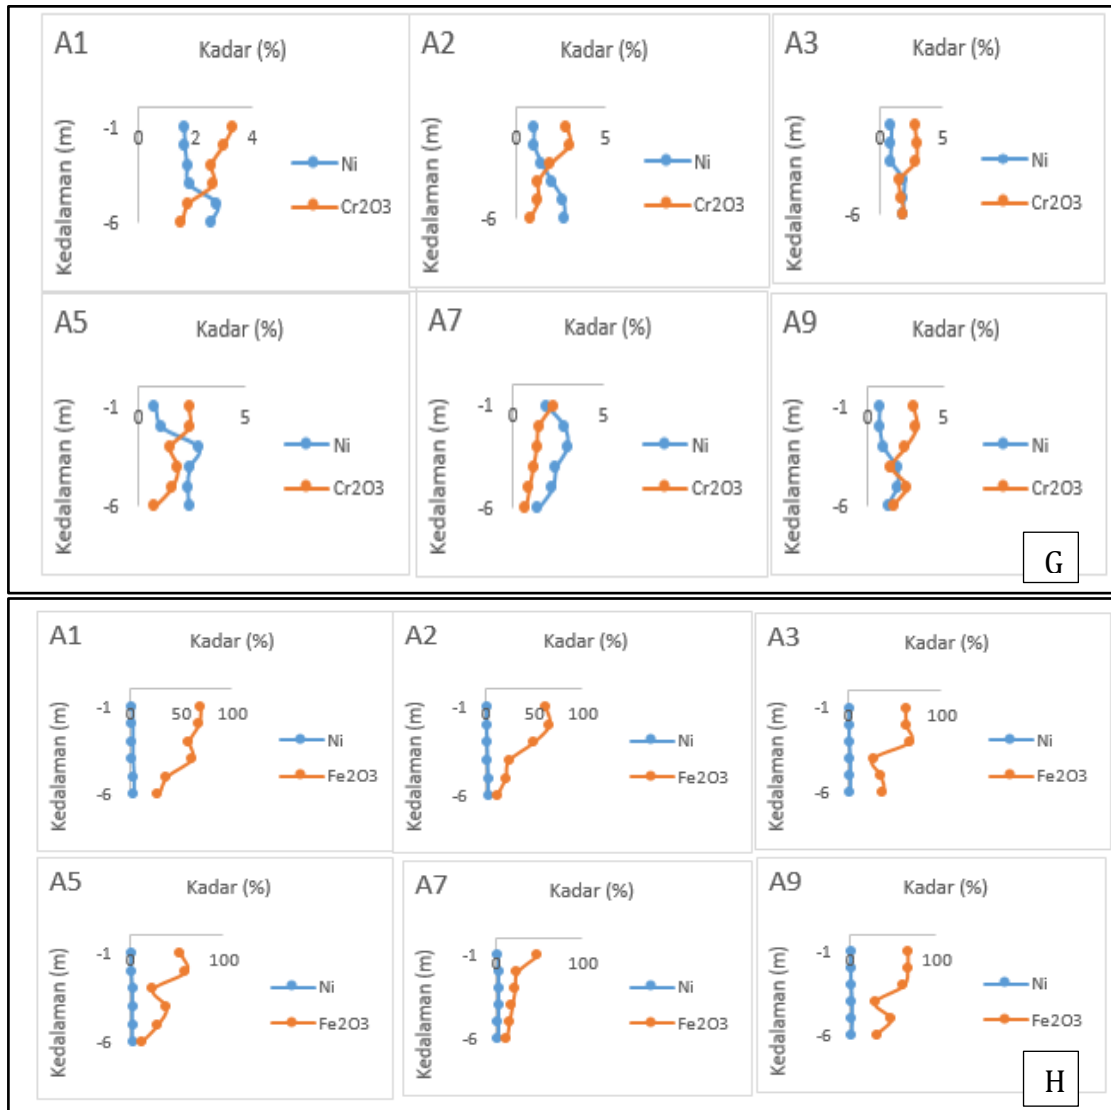 A1
Kadar (%)
Kedalaman (m)
-1
0
2
4
-6
Ni
Cr2O3
A2
Kadar (%)
Kedalaman (m)
-1
0
5
-6
Ni
Cr2O3
A3
Kadar (%)
Kedalaman (m)
-1
0
5
-6
Ni
Cr2O3
A5
Kadar (%)
Kedalaman (m)
-1
0
5
-6
Ni
Cr2O3
A7
Kadar (%)
Kedalaman (m)
-1
0
5
-6
Ni
Cr2O3
A9
Kadar (%)
Kedalaman (m)
-1
0
5
-6
Ni
Cr2O3
G
A1
Kadar (%)
Kedalaman (m)
-1
0
50
100
-6
Ni
Fe2O3
A2
Kadar (%)
Kedalaman (m)
-1
0
50
100
-6
Ni
Fe2O3
A3
Kadar (%)
Kedalaman (m)
-1
0
100
-6
Ni
Fe2O3
A5
Kadar (%)
Kedalaman (m)
-1
0
100
-6
Ni
Fe2O3
A7
Kadar (%)
Kedalaman (m)
-1
0
100
-6
Ni
Fe2O3
A9
Kadar (%)
Kedalaman (m)
-1
0
100
-6
Ni
Fe2O3
H